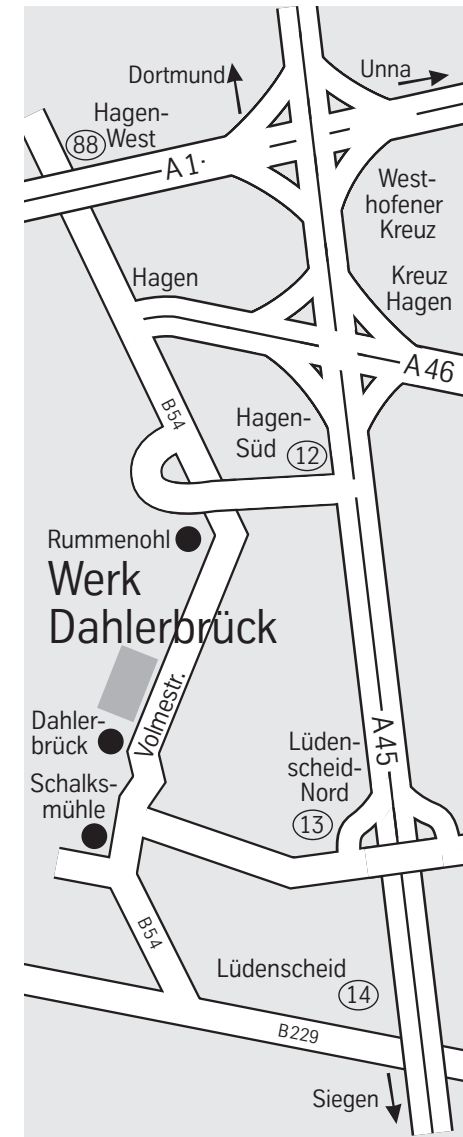 Dortmund
Unna
Hagen-
West
88
A1
West-
hofener
Kreuz
Hagen
Kreuz
Hagen
A46
B54
Hagen-
Süd
12
Rummenohl
Werk
Dahlerbrück
Volmestr.
Dahler-
brück
A45
Lüden-
scheid-
Nord
13
Schalks-
mühle
B54
Lüdenscheid
14
B229
Siegen